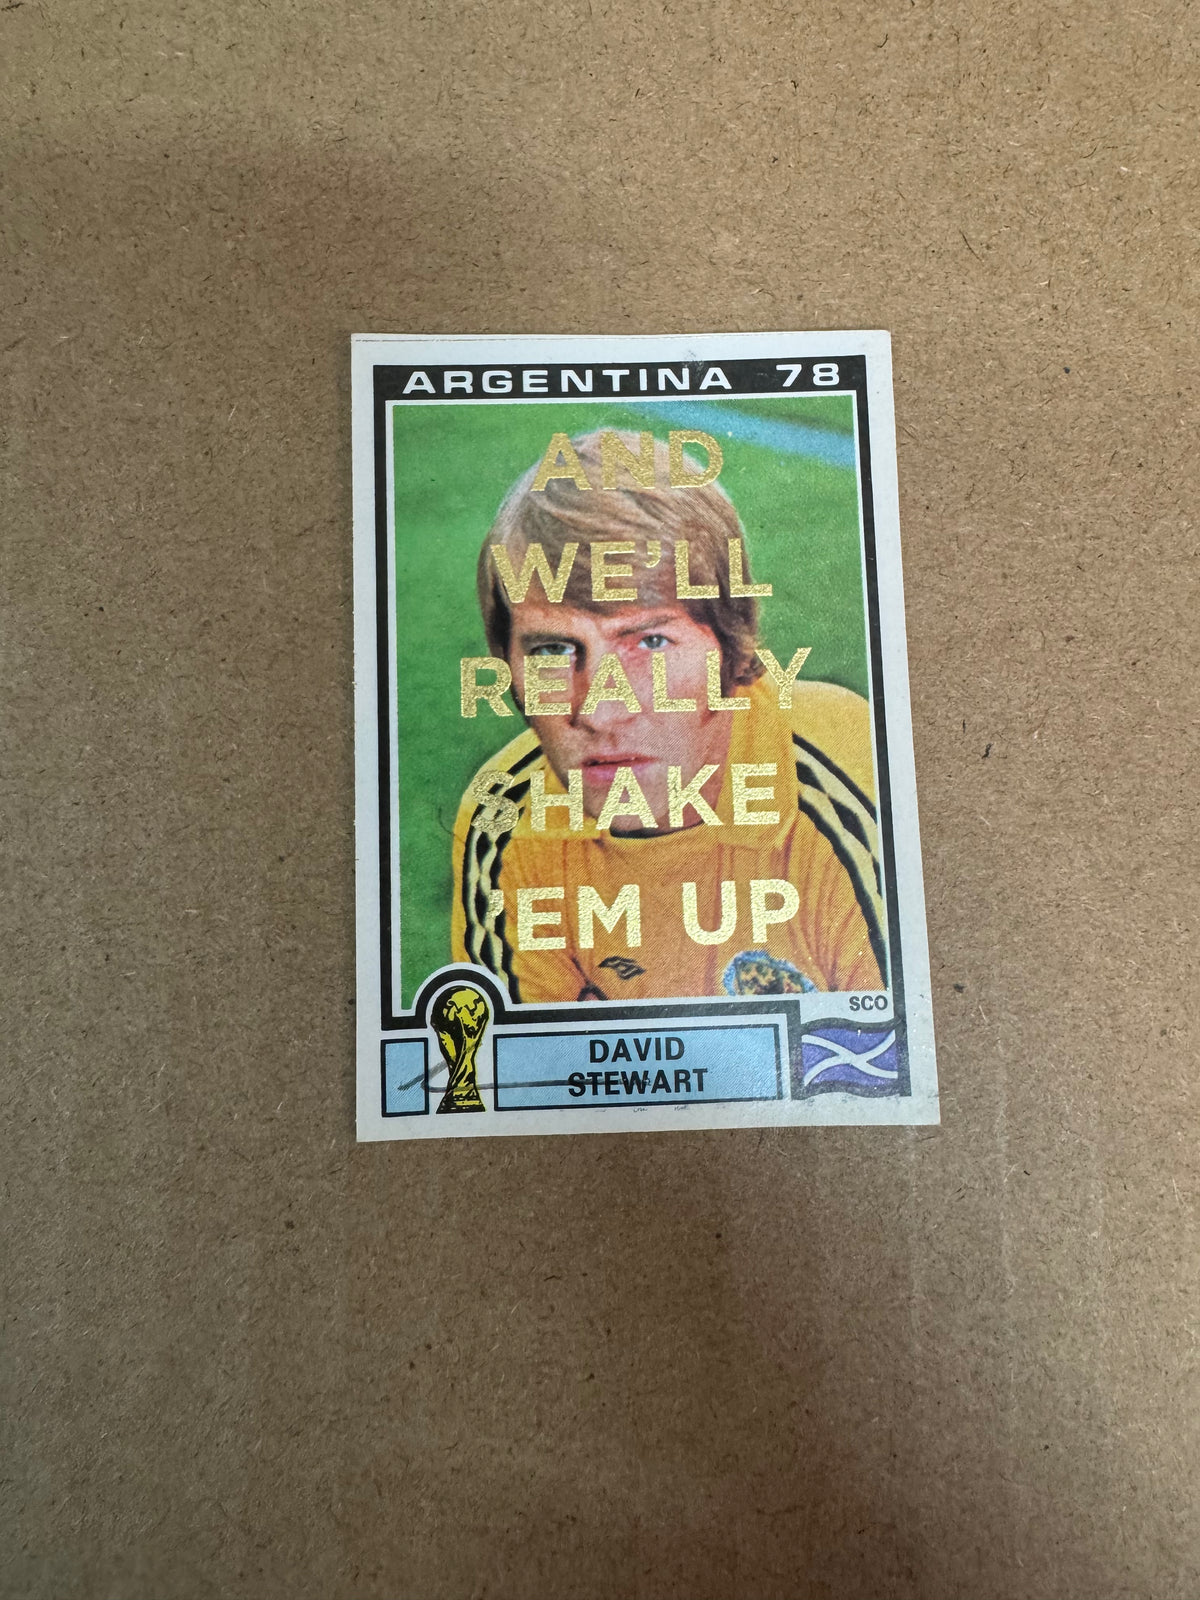 ARGENTINA 78
AND
WE'LL
REALLY
SHAKE
'EM UP
SCO
DAVID
STEWART